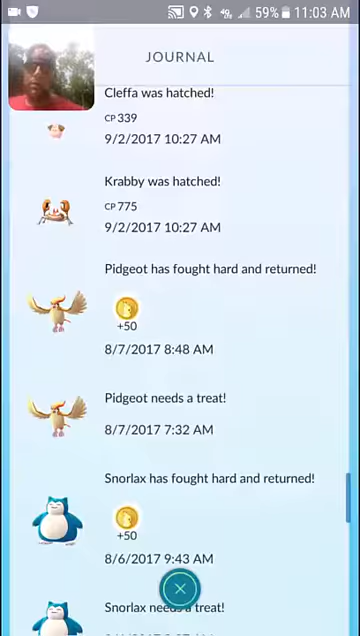 4G 59% 11:03 AM
JOURNAL
Cleffa was hatched!
CP 339
9/2/2017 10:27 AM
Krabby was hatched!
CP 775
9/2/2017 10:27 AM
Pidgeot has fought hard and returned!
+50
8/7/2017 8:48 AM
Pidgeot needs a treat!
8/7/2017 7:32 AM
Snorlax has fought hard and returned!
+50
8/6/2017 9:43 AM
Snorlax needs a treat!